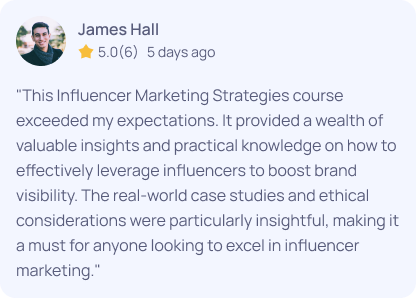 James Hall
5.0(6) 5 days ago
"This Influencer Marketing Strategies course
exceeded my expectations. It provided a wealth of
valuable insights and practical knowledge on how to
effectively leverage influencers to boost brand
visibility. The real-world case studies and ethical
considerations were particularly insightful, making it
a must for anyone looking to excel in influencer
marketing."